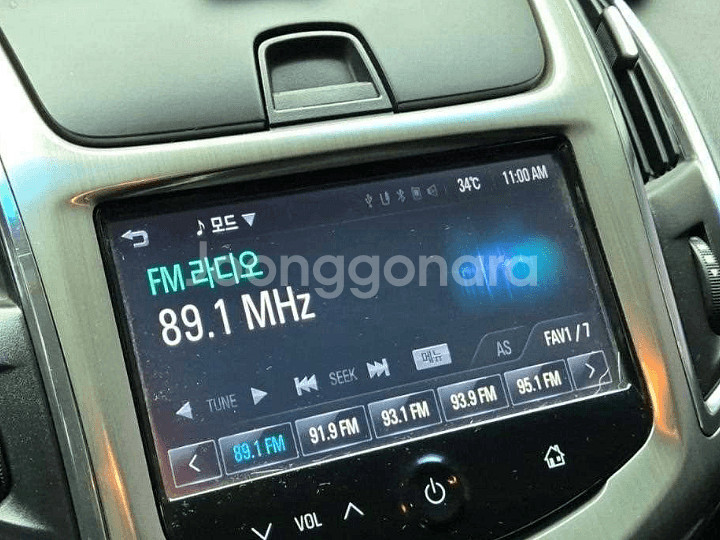 34℃ 11:00 AM
모드
FM 라디오
89.1 MHz
TUNE SEEK 메뉴 AS FAV1 / 7
89.1 FM 91.9 FM 93.1 FM 93.9 FM 95.1 FM
VOL
Joonggonara